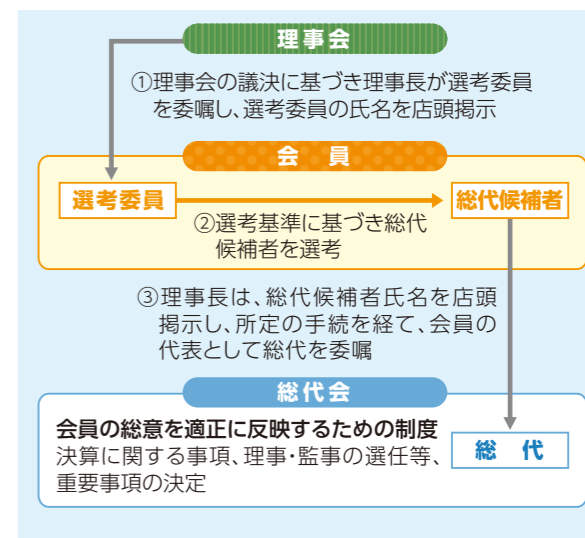 理事会
①理事会の議決に基づき理事長が選考委員
を委嘱し、選考委員の氏名を店頭掲示
会 員
選考委員
総代候補者
②選考基準に基づき総代
候補者を選考
③理事長は、総代候補者氏名を店頭
掲示し、所定の手続を経て、会員の
代表として総代を委嘱
総代会
会員の総意を適正に反映するための制度
決算に関する事項、理事・監事の選任等、
重要事項の決定
総 代